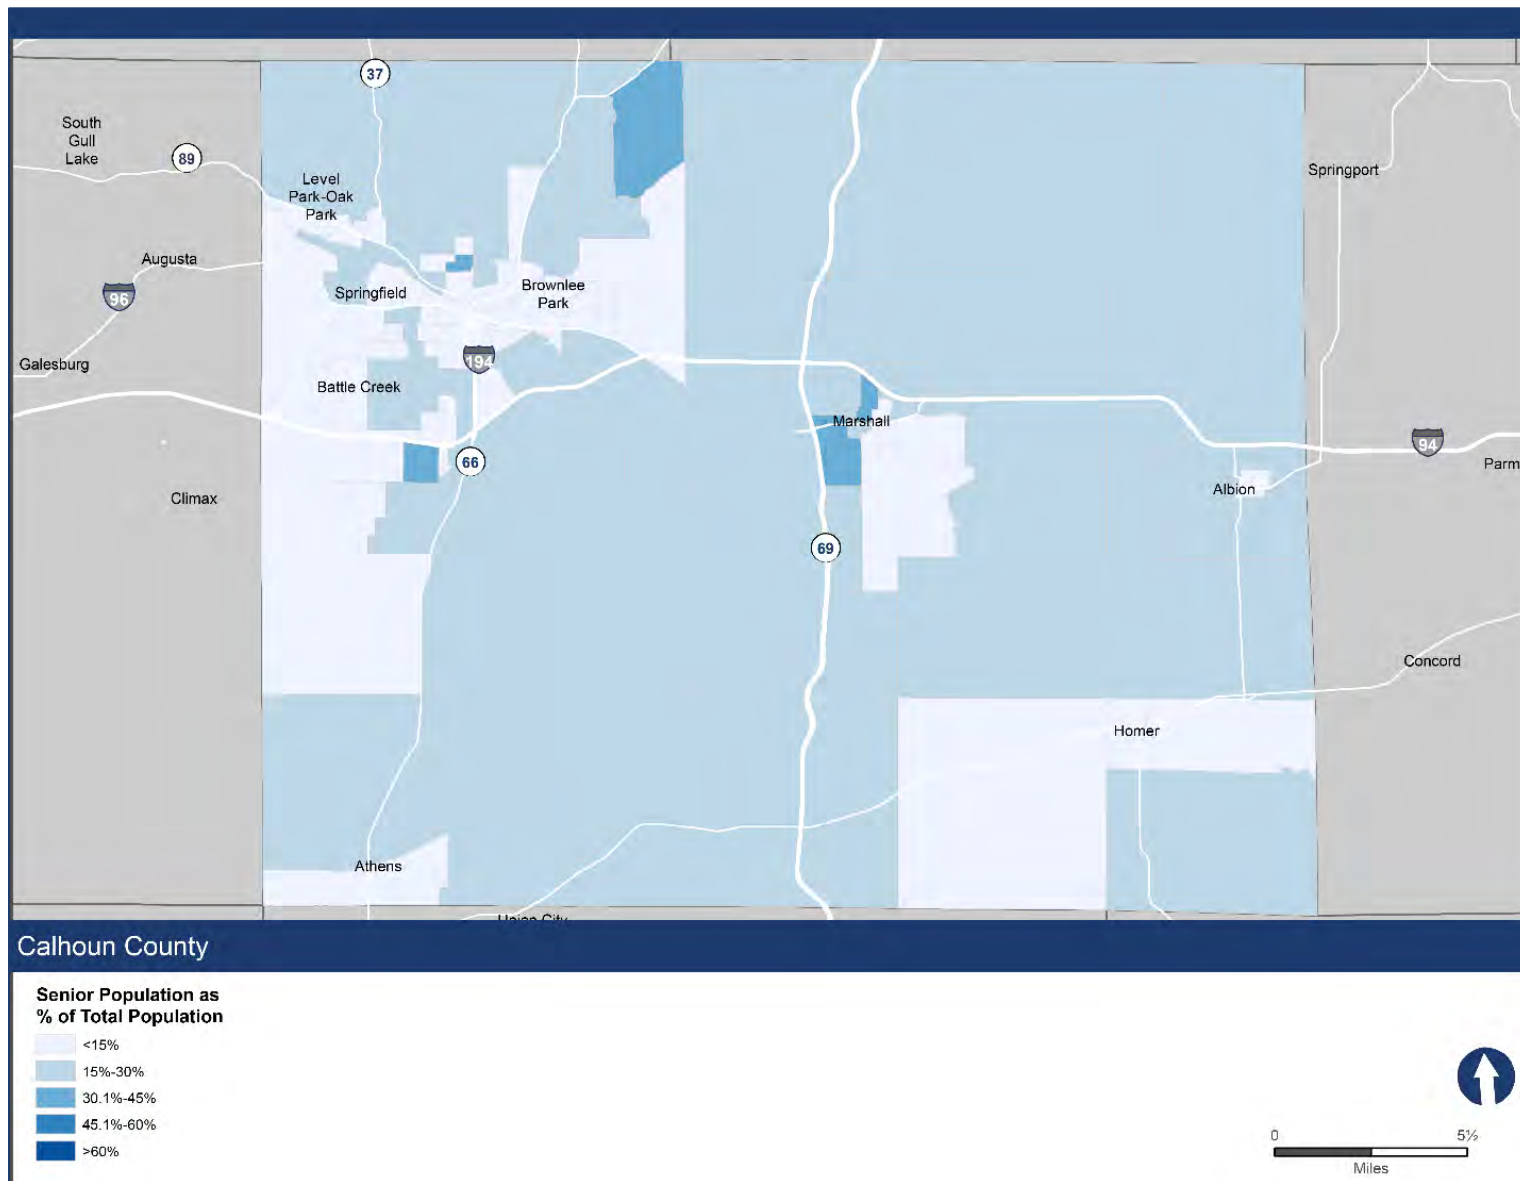 37
South
Gull
Lake
89
Springport
Level
Park-Oak
Park
Augusta
96
Springfield
Brownlee
Park
194
Galesburg
Battle Creek
Marshall
94
66
Parm
Climax
Albion
69
Concord
Homer
Athens
Union City
Calhoun County
Senior Population as
% of Total Population
<15%
15%-30%
30.1%-45%
45.1%-60%
>60%
0 5½
Miles